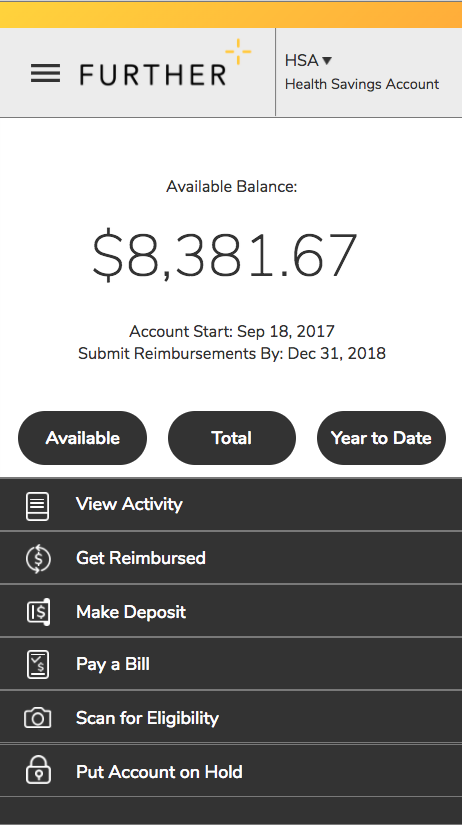 FURTHER
HSA▼
Health Savings Account
Available Balance:
$8,381.67
Account Start: Sep 18, 2017
Submit Reimbursements By: Dec 31, 2018
Available
Total
Year to Date
View Activity
Get Reimbursed
Make Deposit
Pay a Bill
Scan for Eligibility
Put Account on Hold